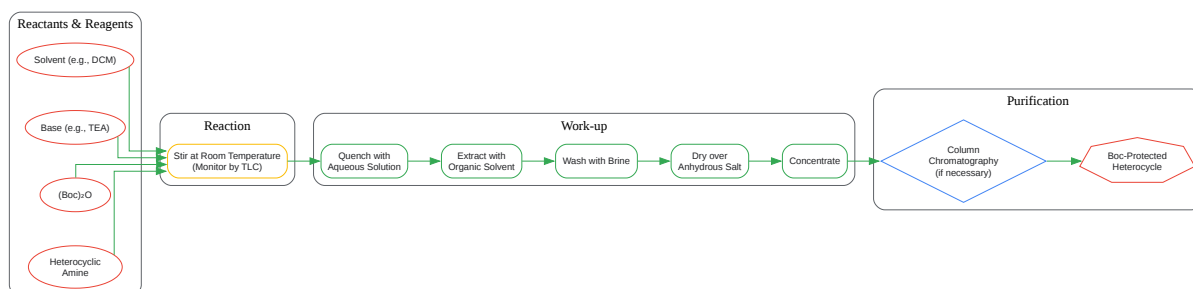 Reactants & Reagents
Solvent (e.g., DCM)
Base (e.g., TEA)
(Boc)₂O
Heterocyclic
Amine
Reaction
Stir at Room Temperature
(Monitor by TLC)
Work-up
Quench with
Aqueous Solution
Extract with
Organic Solvent
Wash with Brine
Dry over
Anhydrous Salt
Concentrate
Purification
Column
Chromatography
(if necessary)
Boc-Protected
Heterocycle